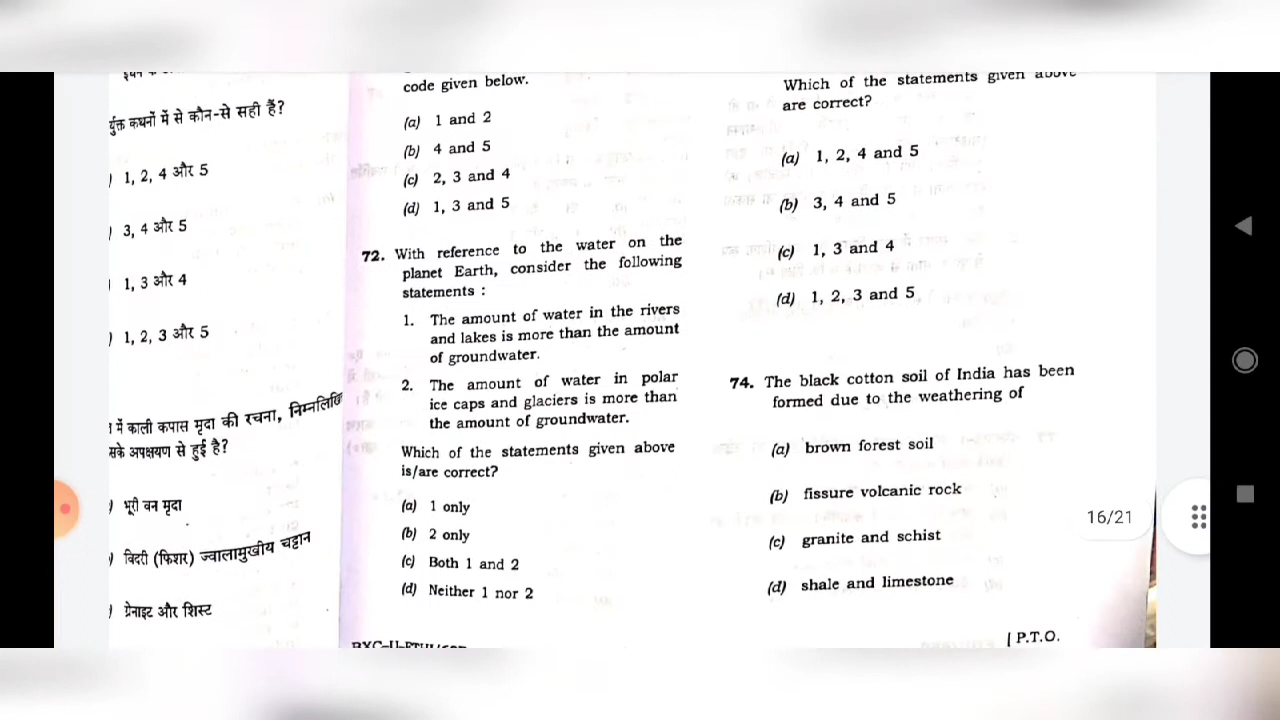 र्युक्त कथनों में से कौन-से सही हैं?
) 1, 2, 4 और 5
) 3, 4 और 5
) 1, 3 और 4
) 1, 2, 3 और 5
में काली कपास मृदा की रचना, निम्नलिखि
सके अपक्षयण से हुई है?
) भूरी वन मृदा
) विदरी (फिशर) ज्वालामुखीय चट्टान
) ग्रेनाइट और शिस्ट
code given below.
(a) 1 and 2
(b) 4 and 5
(c) 2, 3 and 4
(d) 1, 3 and 5
72. With reference to the water on the
planet Earth, consider the following
statements :
1. The amount of water in the rivers
and lakes is more than the amount
of groundwater.
2. The amount of water in polar
ice caps and glaciers is more than
the amount of groundwater.
Which of the statements given above
is/are correct?
(a) 1 only
(b) 2 only
(c) Both 1 and 2
(d) Neither 1 nor 2
Which of the statements given above
are correct?
(a) 1, 2, 4 and 5
(b) 3, 4 and 5
(c) 1, 3 and 4
(d) 1, 2, 3 and 5
74. The black cotton soil of India has been
formed due to the weathering of
(a) brown forest soil
(b) fissure volcanic rock
(c) granite and schist
(d) shale and limestone
[ P.T.O.
16/21